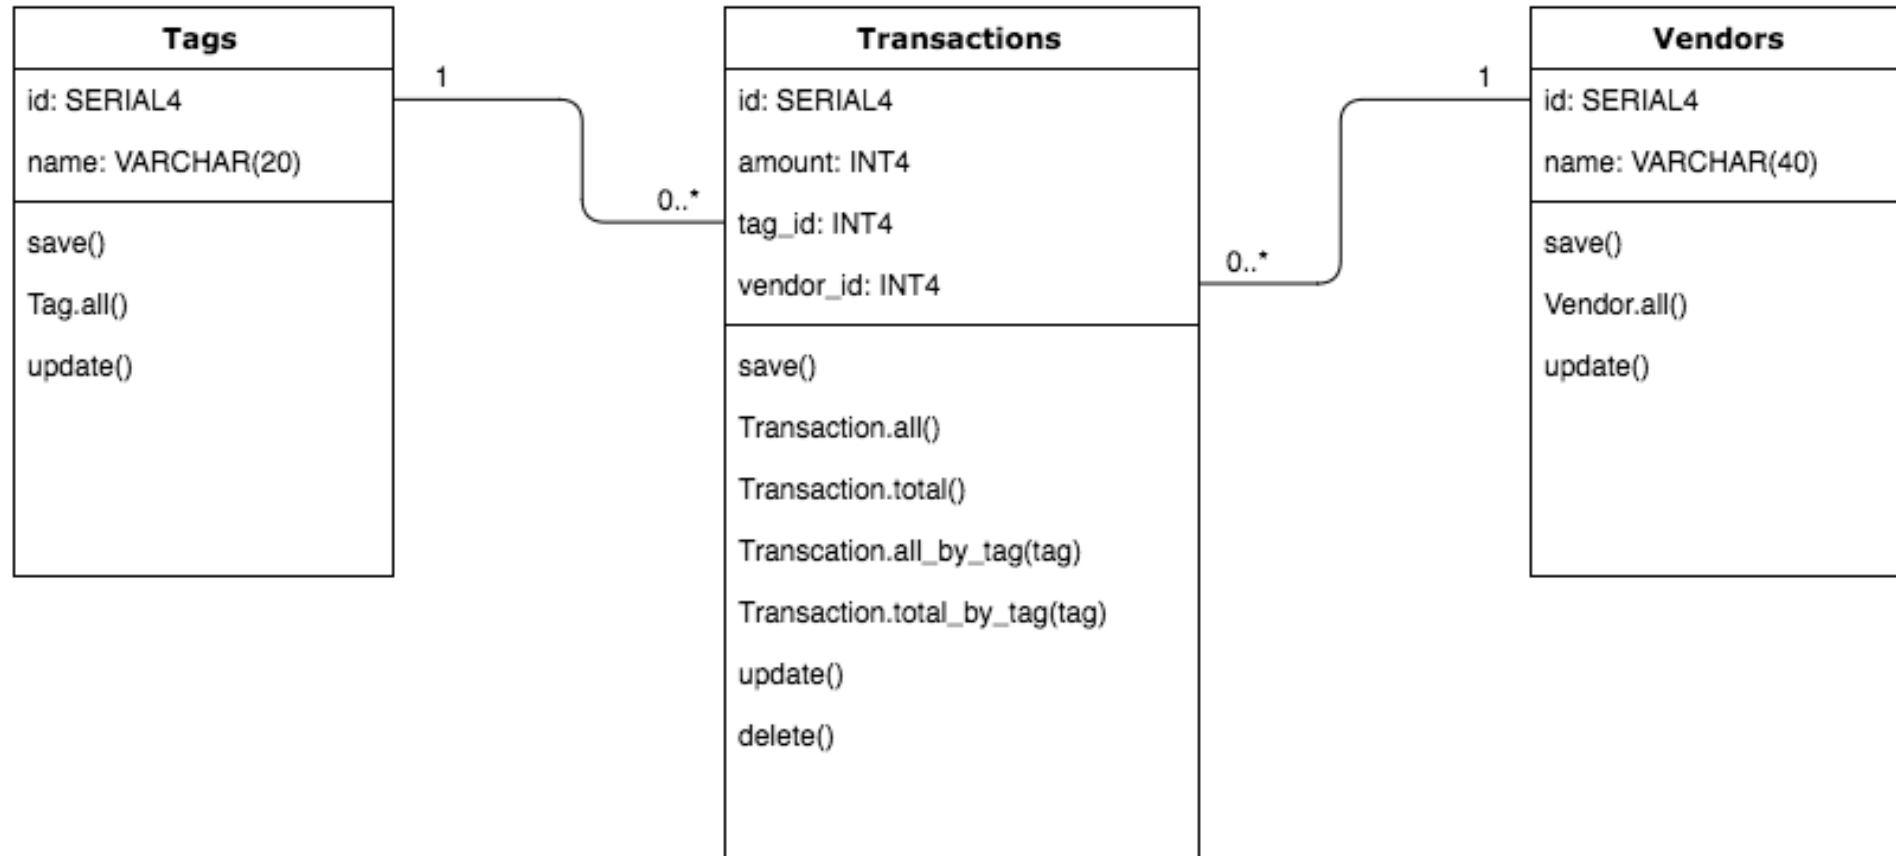 Tags
id: SERIAL4
name: VARCHAR(20)
save()
Tag.all()
update()
1
0..*
Transactions
id: SERIAL4
amount: INT4
tag_id: INT4
vendor_id: INT4
save()
Transaction.all()
Transaction.total()
Transcation.all_by_tag(tag)
Transaction.total_by_tag(tag)
update()
delete()
0..*
1
Vendors
id: SERIAL4
name: VARCHAR(40)
save()
Vendor.all()
update()